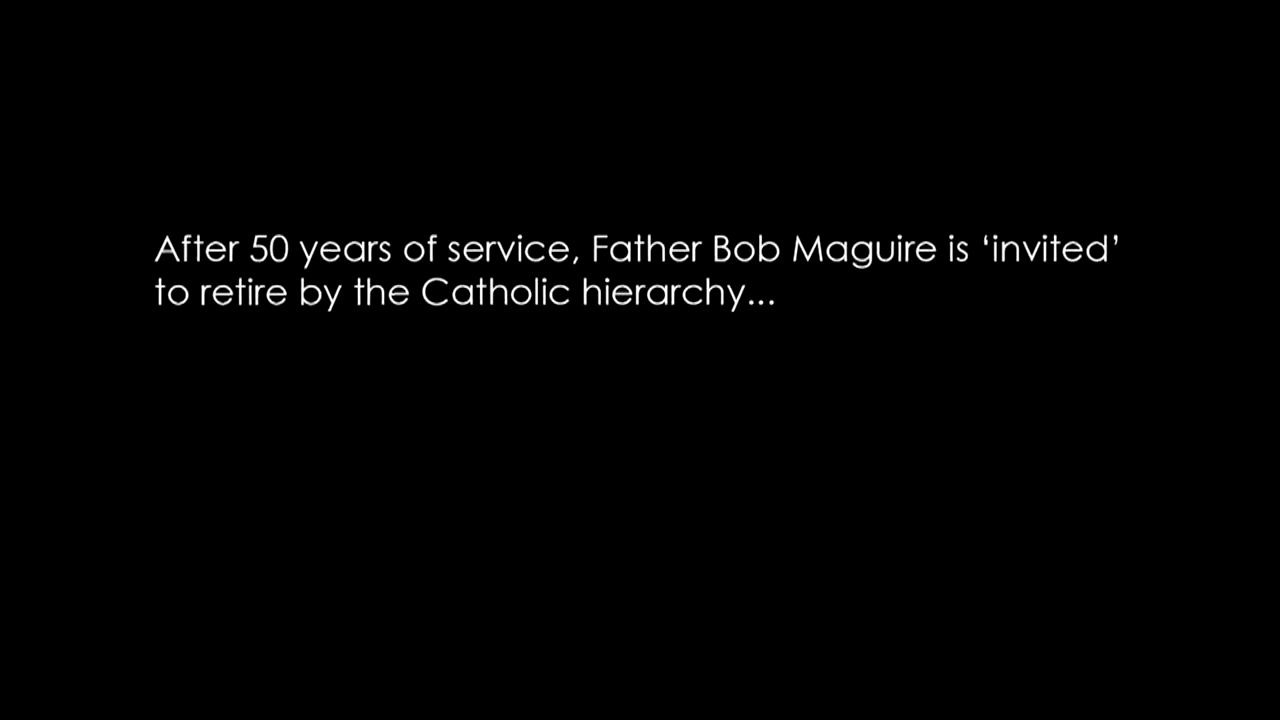 After 50 years of service, Father Bob Maguire is ‘invited’
to retire by the Catholic hierarchy...